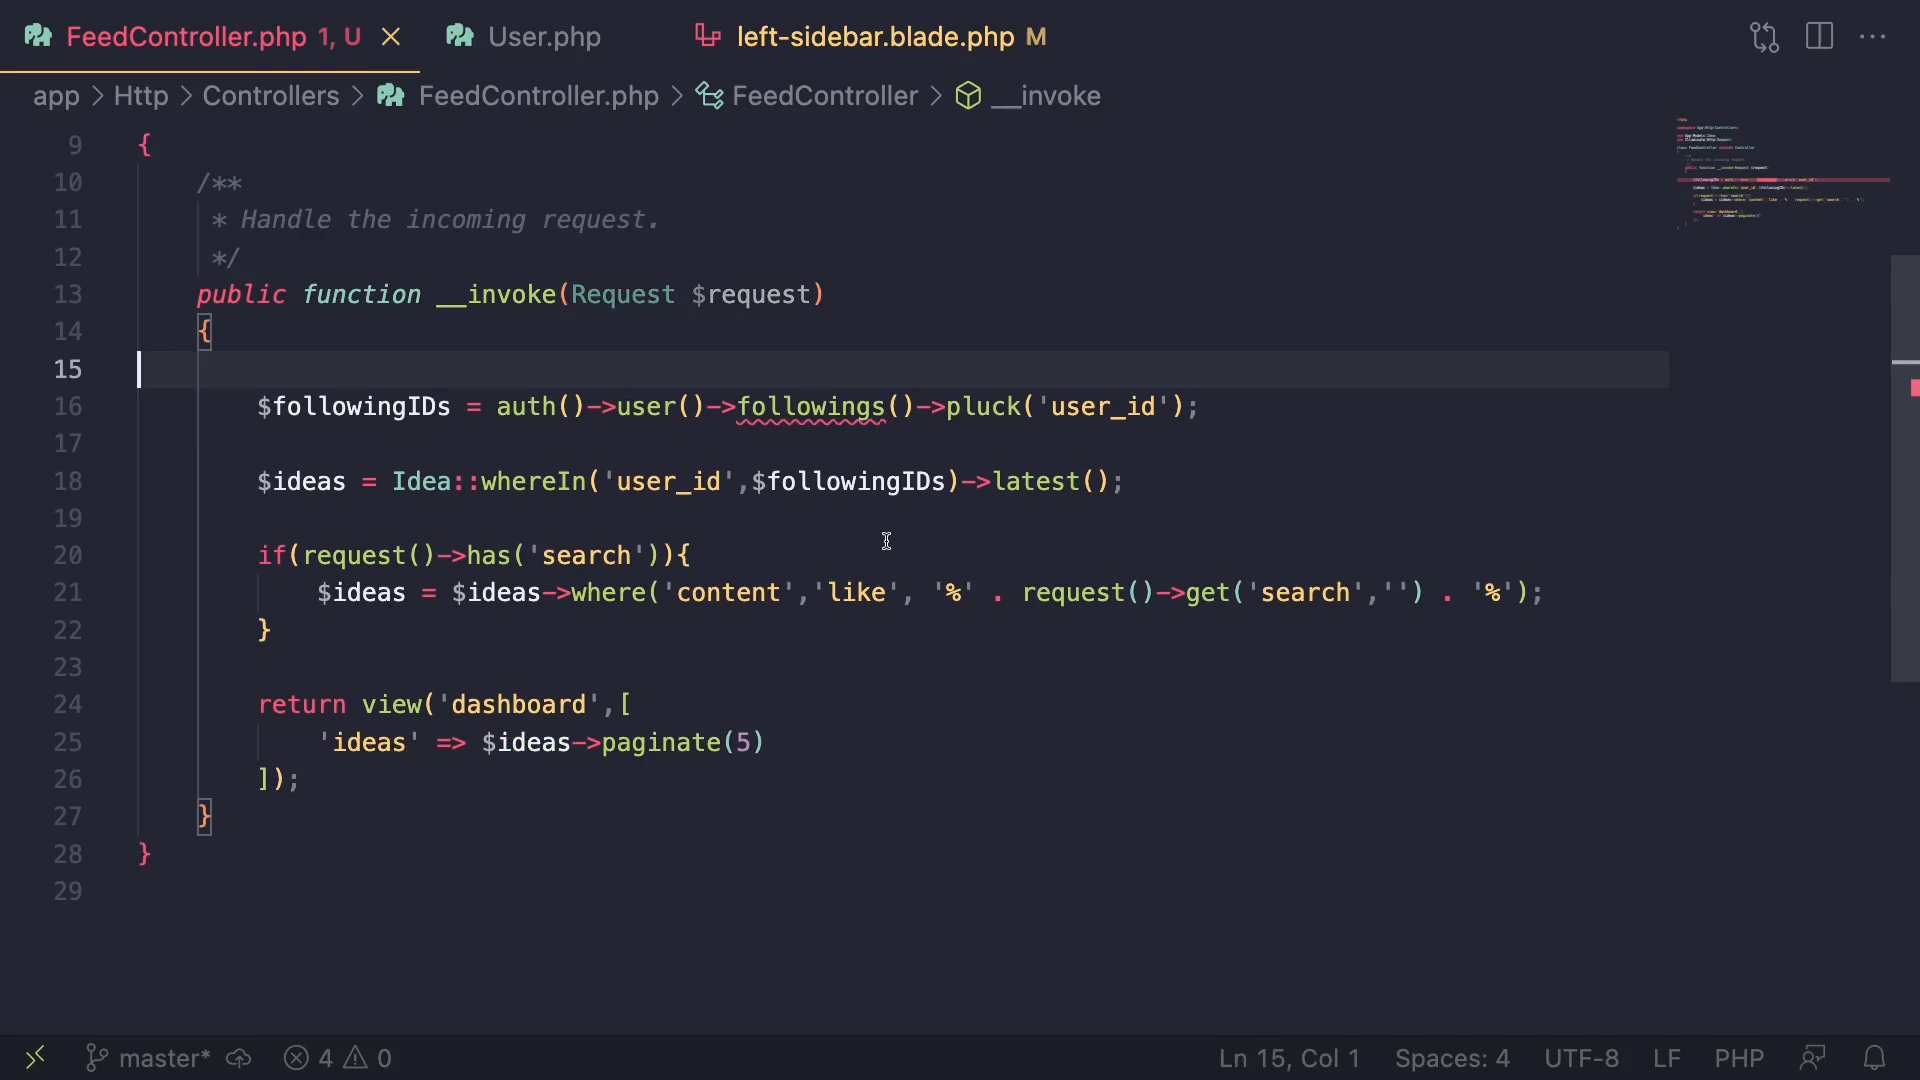 FeedController.php 1, U
User.php
left-sidebar.blade.php M
app > Http > Controllers > FeedController.php > FeedController > __invoke
9 {
10 /**
11 * Handle the incoming request.
12 */
13 public function __invoke(Request $request)
14 {
15
16 $followingIDs = auth()->user()->followings()->pluck('user_id');
17
18 $ideas = Idea::whereIn('user_id',$followingIDs)->latest();
19
20 if(request()->has('search')){
21 $ideas = $ideas->where('content','like', '%' . request()->get('search','') . '%');
22 }
23
24 return view('dashboard',[
25 'ideas' => $ideas->paginate(5)
26 ]);
27 }
28 }
29
master* 4 0 Ln 15, Col 1 Spaces: 4 UTF-8 LF PHP